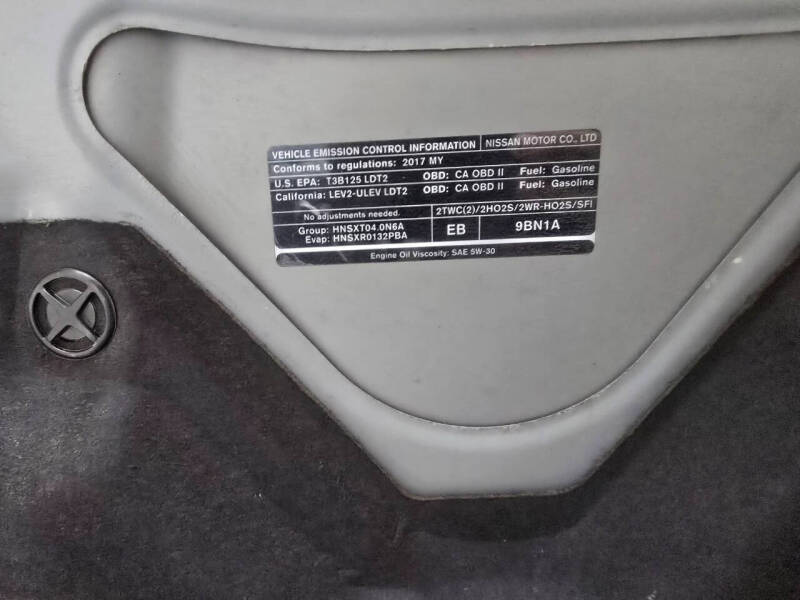 VEHICLE EMISSION CONTROL INFORMATION NISSAN MOTOR CO., LTD
Conforms to regulations: 2017 MY
U.S. EPA: T3B125 LDT2 OBD: CA OBD II Fuel: Gasoline
California: LEV2-ULEV LDT2 OBD: CA OBD II Fuel: Gasoline
No adjustments needed. 2TWC(2)/2HO2S/2WR-HO2S/SFI
Group: HNSXT04.0N6A
Evap: HNSXR0132PBA
EB 9BN1A
Engine Oil Viscosity: SAE 5W-30